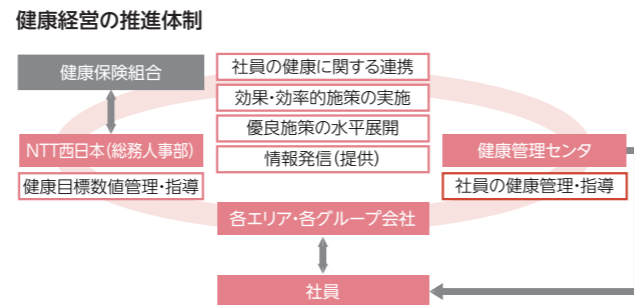 健康経営の推進体制
健康保険組合
社員の健康に関する連携
効果・効率的施策の実施
優良施策の水平展開
情報発信(提供)
NTT西日本(総務人事部)
健康目標数値管理・指導
健康管理センタ
社員の健康管理・指導
各エリア・各グループ会社
社員